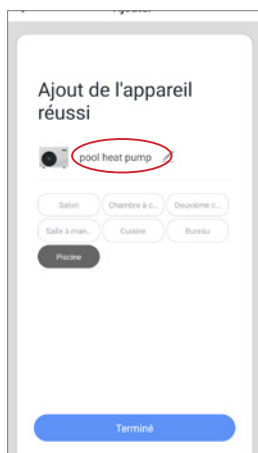 Ajout de l'appareil
réussi
pool heat pump
Salon
Chambre à c...
Deuxième c...
Salle à man...
Cuisine
Bureau
Piscine
Terminé